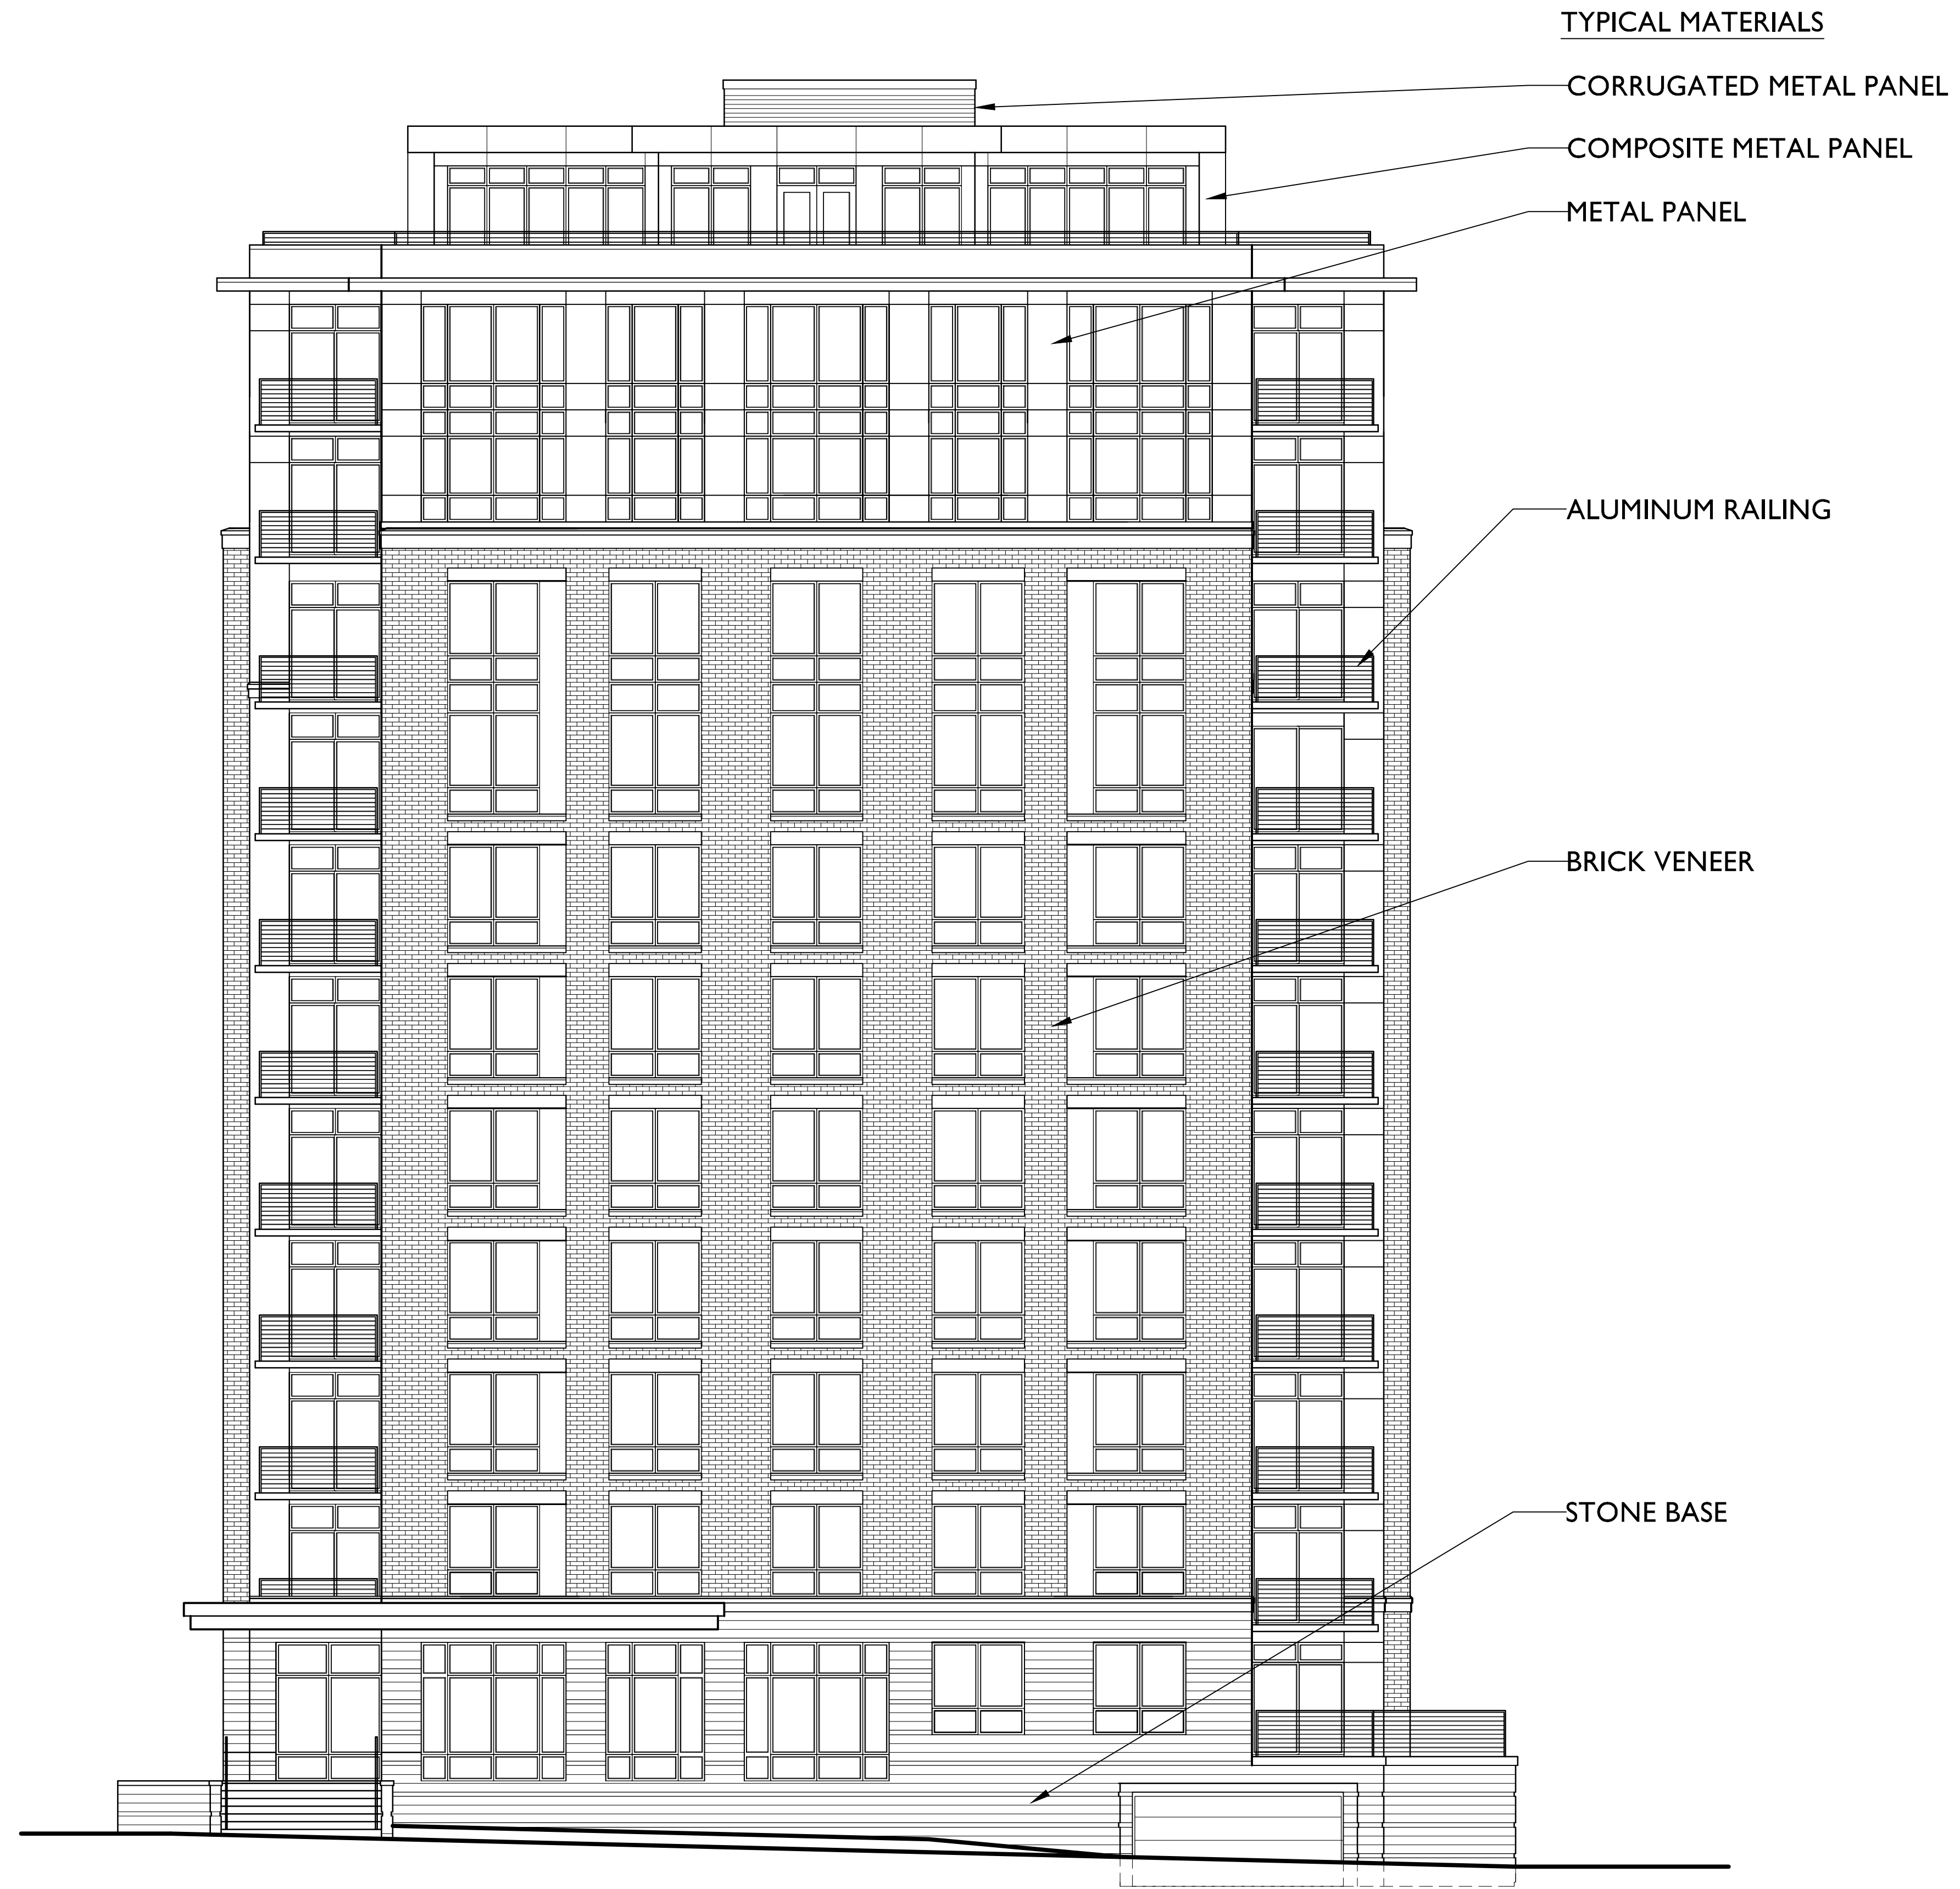 TYPICAL MATERIALS
CORRUGATED METAL PANEL
COMPOSITE METAL PANEL
METAL PANEL
ALUMINUM RAILING
BRICK VENEER
STONE BASE